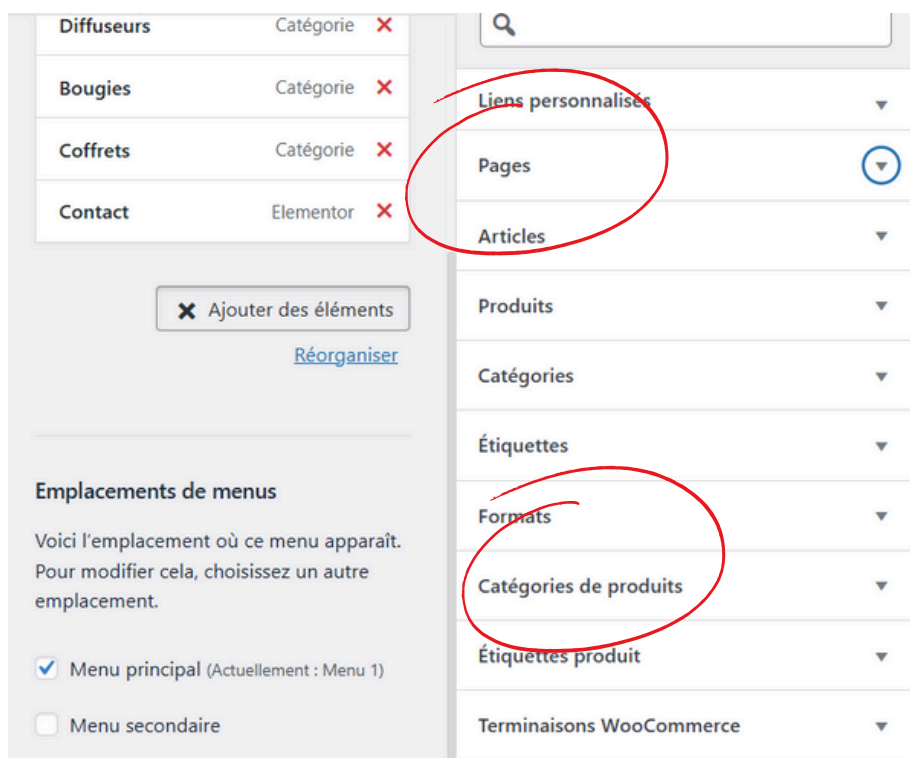 Diffuseurs Catégorie
Bougies Catégorie
Coffrets Catégorie
Contact Elementor
Ajouter des éléments
Réorganiser
Emplacements de menus
Voici l’emplacement où ce menu apparaît.
Pour modifier cela, choisissez un autre
emplacement.
Menu principal (Actuellement : Menu 1)
Menu secondaire
Liens personnalisés
Pages
Articles
Produits
Catégories
Étiquettes
Formats
Catégories de produits
Étiquettes produit
Terminaisons WooCommerce